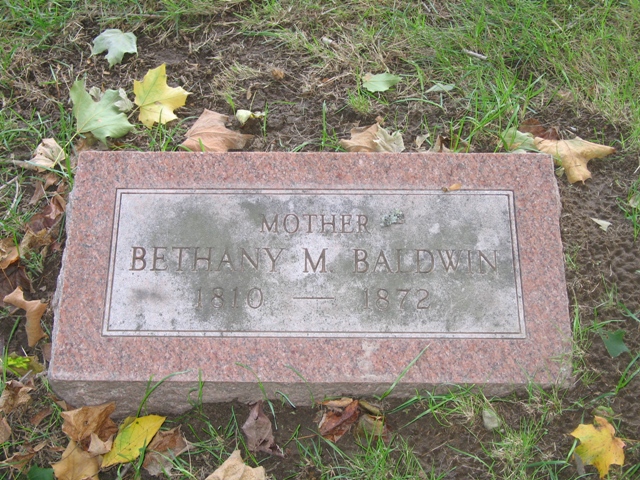 MOTHER
BETHANY M. BALDWIN
1810 — 1872